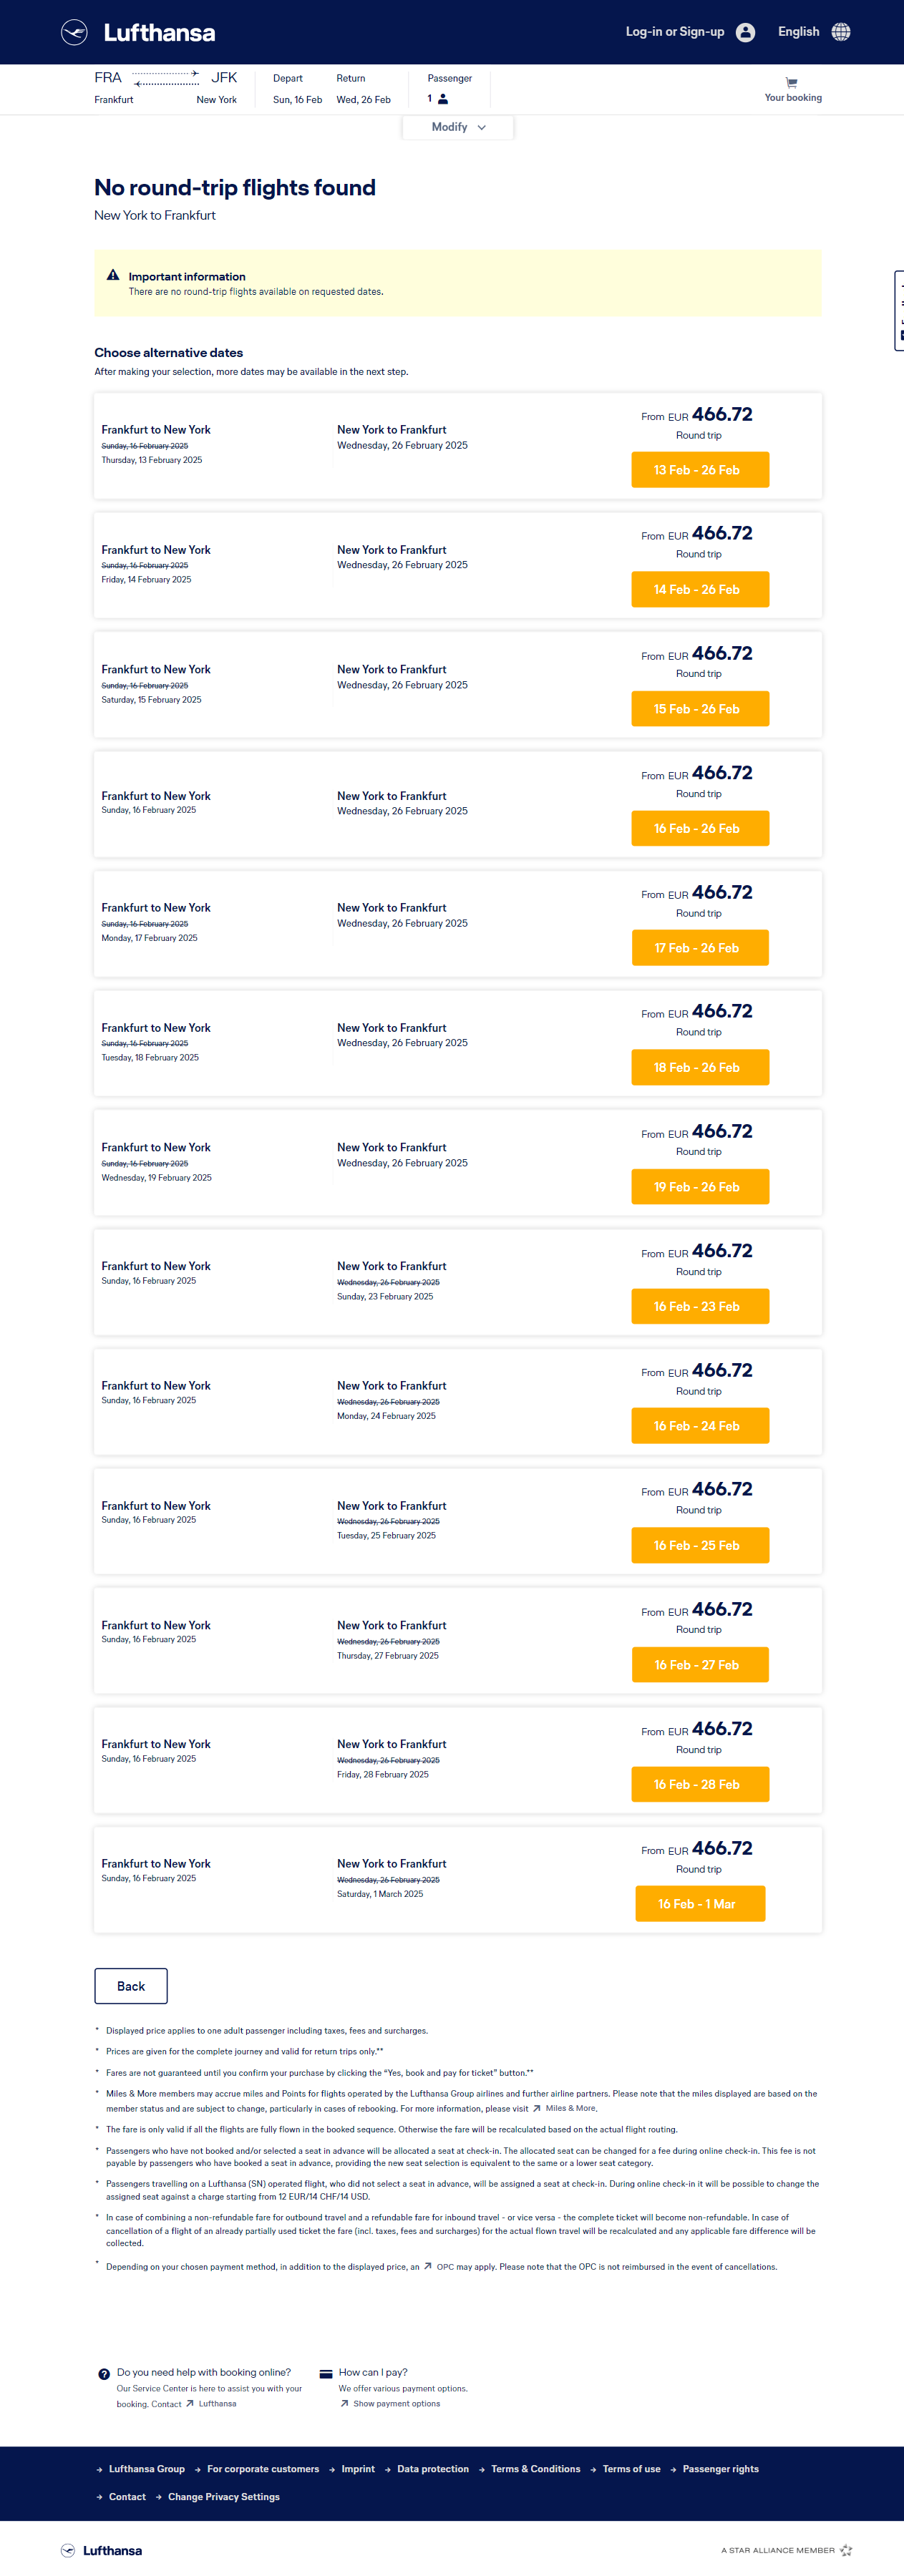 Lufthansa
Log-in or Sign-up
English
FRA
JFK
Frankfurt
New York
Depart
Return
Sun, 16 Feb
Wed, 26 Feb
Passenger
1
Your booking
Modify
No round-trip flights found
New York to Frankfurt
Important information
There are no round-trip flights available on requested dates.
Choose alternative dates
After making your selection, more dates may be available in the next step.
Frankfurt to New York
Sunday, 16 February 2025
Thursday, 13 February 2025
New York to Frankfurt
Wednesday, 26 February 2025
From EUR 466.72
Round trip
13 Feb - 26 Feb
Frankfurt to New York
Sunday, 16 February 2025
Friday, 14 February 2025
New York to Frankfurt
Wednesday, 26 February 2025
From EUR 466.72
Round trip
14 Feb - 26 Feb
Frankfurt to New York
Sunday, 16 February 2025
Saturday, 15 February 2025
New York to Frankfurt
Wednesday, 26 February 2025
From EUR 466.72
Round trip
15 Feb - 26 Feb
Frankfurt to New York
Sunday, 16 February 2025
New York to Frankfurt
Wednesday, 26 February 2025
From EUR 466.72
Round trip
16 Feb - 26 Feb
Frankfurt to New York
Sunday, 16 February 2025
Monday, 17 February 2025
New York to Frankfurt
Wednesday, 26 February 2025
From EUR 466.72
Round trip
17 Feb - 26 Feb
Frankfurt to New York
Sunday, 16 February 2025
Tuesday, 18 February 2025
New York to Frankfurt
Wednesday, 26 February 2025
From EUR 466.72
Round trip
18 Feb - 26 Feb
Frankfurt to New York
Sunday, 16 February 2025
Wednesday, 19 February 2025
New York to Frankfurt
Wednesday, 26 February 2025
From EUR 466.72
Round trip
19 Feb - 26 Feb
Frankfurt to New York
Sunday, 16 February 2025
New York to Frankfurt
Wednesday, 26 February 2025
Sunday, 23 February 2025
From EUR 466.72
Round trip
16 Feb - 23 Feb
Frankfurt to New York
Sunday, 16 February 2025
New York to Frankfurt
Wednesday, 26 February 2025
Monday, 24 February 2025
From EUR 466.72
Round trip
16 Feb - 24 Feb
Frankfurt to New York
Sunday, 16 February 2025
New York to Frankfurt
Wednesday, 26 February 2025
Tuesday, 25 February 2025
From EUR 466.72
Round trip
16 Feb - 25 Feb
Frankfurt to New York
Sunday, 16 February 2025
New York to Frankfurt
Wednesday, 26 February 2025
Thursday, 27 February 2025
From EUR 466.72
Round trip
16 Feb - 27 Feb
Frankfurt to New York
Sunday, 16 February 2025
New York to Frankfurt
Wednesday, 26 February 2025
Friday, 28 February 2025
From EUR 466.72
Round trip
16 Feb - 28 Feb
Frankfurt to New York
Sunday, 16 February 2025
New York to Frankfurt
Wednesday, 26 February 2025
Saturday, 1 March 2025
From EUR 466.72
Round trip
16 Feb - 1 Mar
Back
* Displayed price applies to one adult passenger including taxes, fees and surcharges.
* Prices are given for the complete journey and valid for return trips only.**
* Fares are not guaranteed until you confirm your purchase by clicking the “Yes, book and pay for ticket” button.**
* Miles & More members may accrue miles and Points for flights operated by the Lufthansa Group airlines and further airline partners. Please note that the miles displayed are based on the
member status and are subject to change, particularly in cases of rebooking. For more information, please visit Miles & More.
* The fare is only valid if all the flights are fully flown in the booked sequence. Otherwise the fare will be recalculated based on the actual flight routing.
* Passengers who have not booked and/or selected a seat in advance will be allocated a seat at check-in. The allocated seat can be changed for a fee during online check-in. This fee is not
payable by passengers who have booked a seat in advance, providing the new seat selection is equivalent to the same or a lower seat category.
* Passengers travelling on a Lufthansa (SN) operated flight, who did not select a seat in advance, will be assigned a seat at check-in. During online check-in it will be possible to change the
assigned seat against a charge starting from 12 EUR/14 CHF/14 USD.
* In case of combining a non-refundable fare for outbound travel and a refundable fare for inbound travel - or vice versa - the complete ticket will become non-refundable. In case of
cancellation of a flight of an already partially used ticket the fare (incl. taxes, fees and surcharges) for the actual flown travel will be recalculated and any applicable fare difference will be
collected.
* Depending on your chosen payment method, in addition to the displayed price, an OPC may apply. Please note that the OPC is not reimbursed in the event of cancellations.
Do you need help with booking online?
Our Service Center is here to assist you with your
booking. Contact Lufthansa
How can I pay?
We offer various payment options.
Show payment options
Lufthansa Group
For corporate customers
Imprint
Data protection
Terms & Conditions
Terms of use
Passenger rights
Contact
Change Privacy Settings
Lufthansa
A STAR ALLIANCE MEMBER